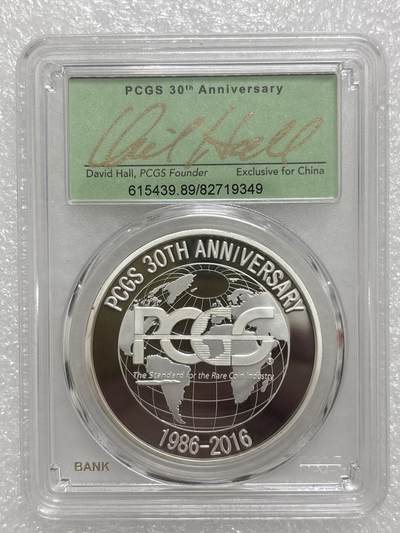 PCGS 30th Anniversary
David Hall
David Hall, PCGS Founder Exclusive for China
615439.89/82719349
PCGS 30TH ANNIVERSARY
PCGS
The Standard for the Rare Coin Industry
1986-2016
BANK